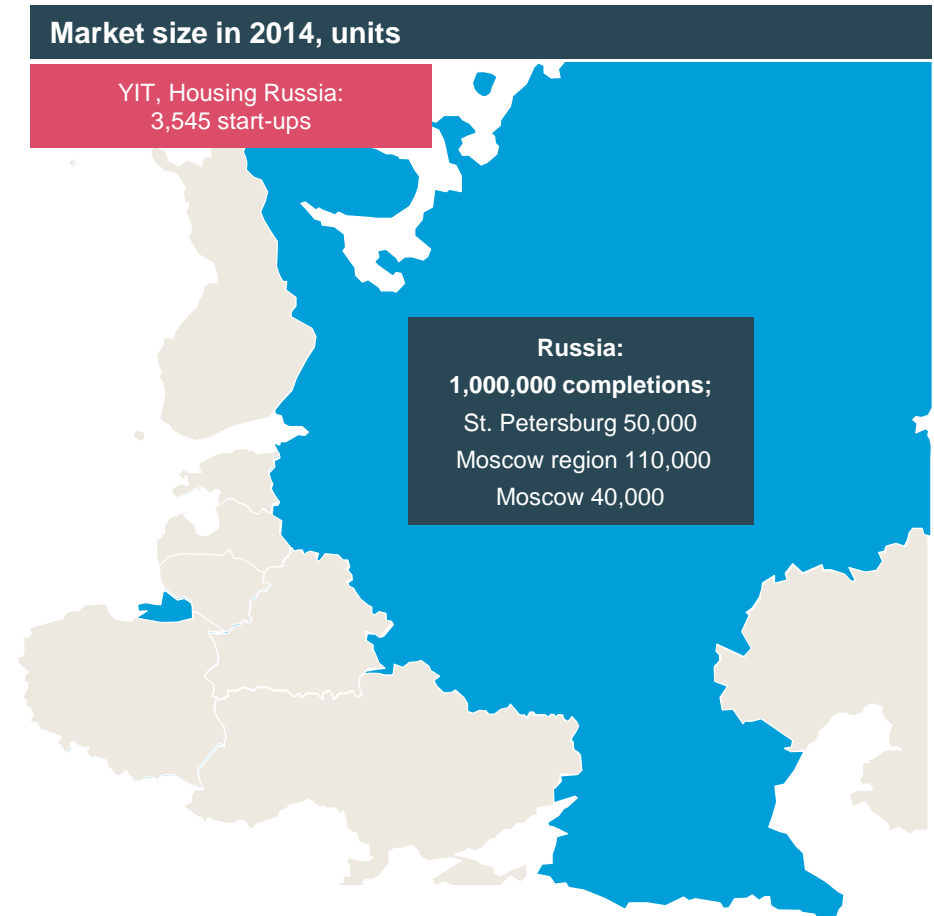 Market size in 2014, units
YIT, Housing Russia:
3,545 start-ups
Russia:
1,000,000 completions;
St. Petersburg 50,000
Moscow region 110,000
Moscow 40,000